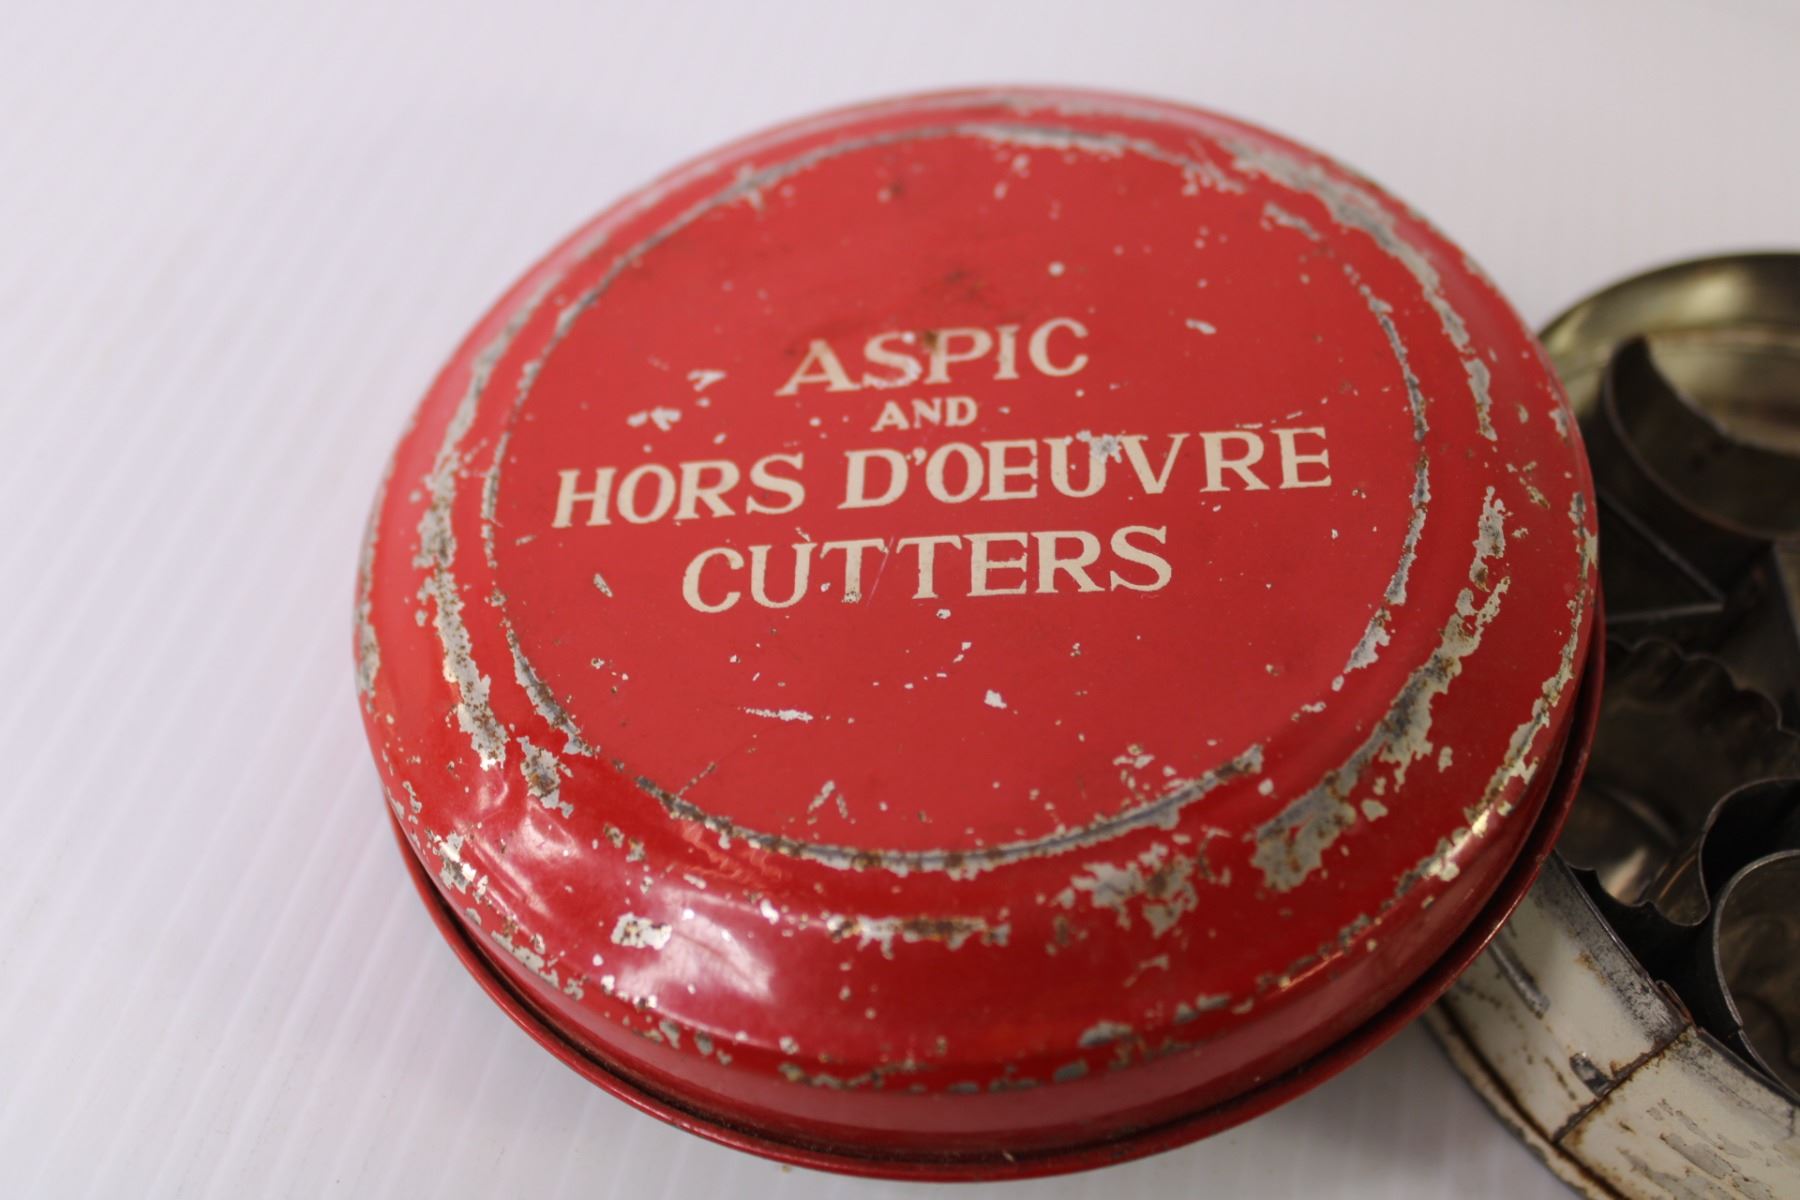 ASPIC
AND
HORS D'OEUVRE
CUTTERS